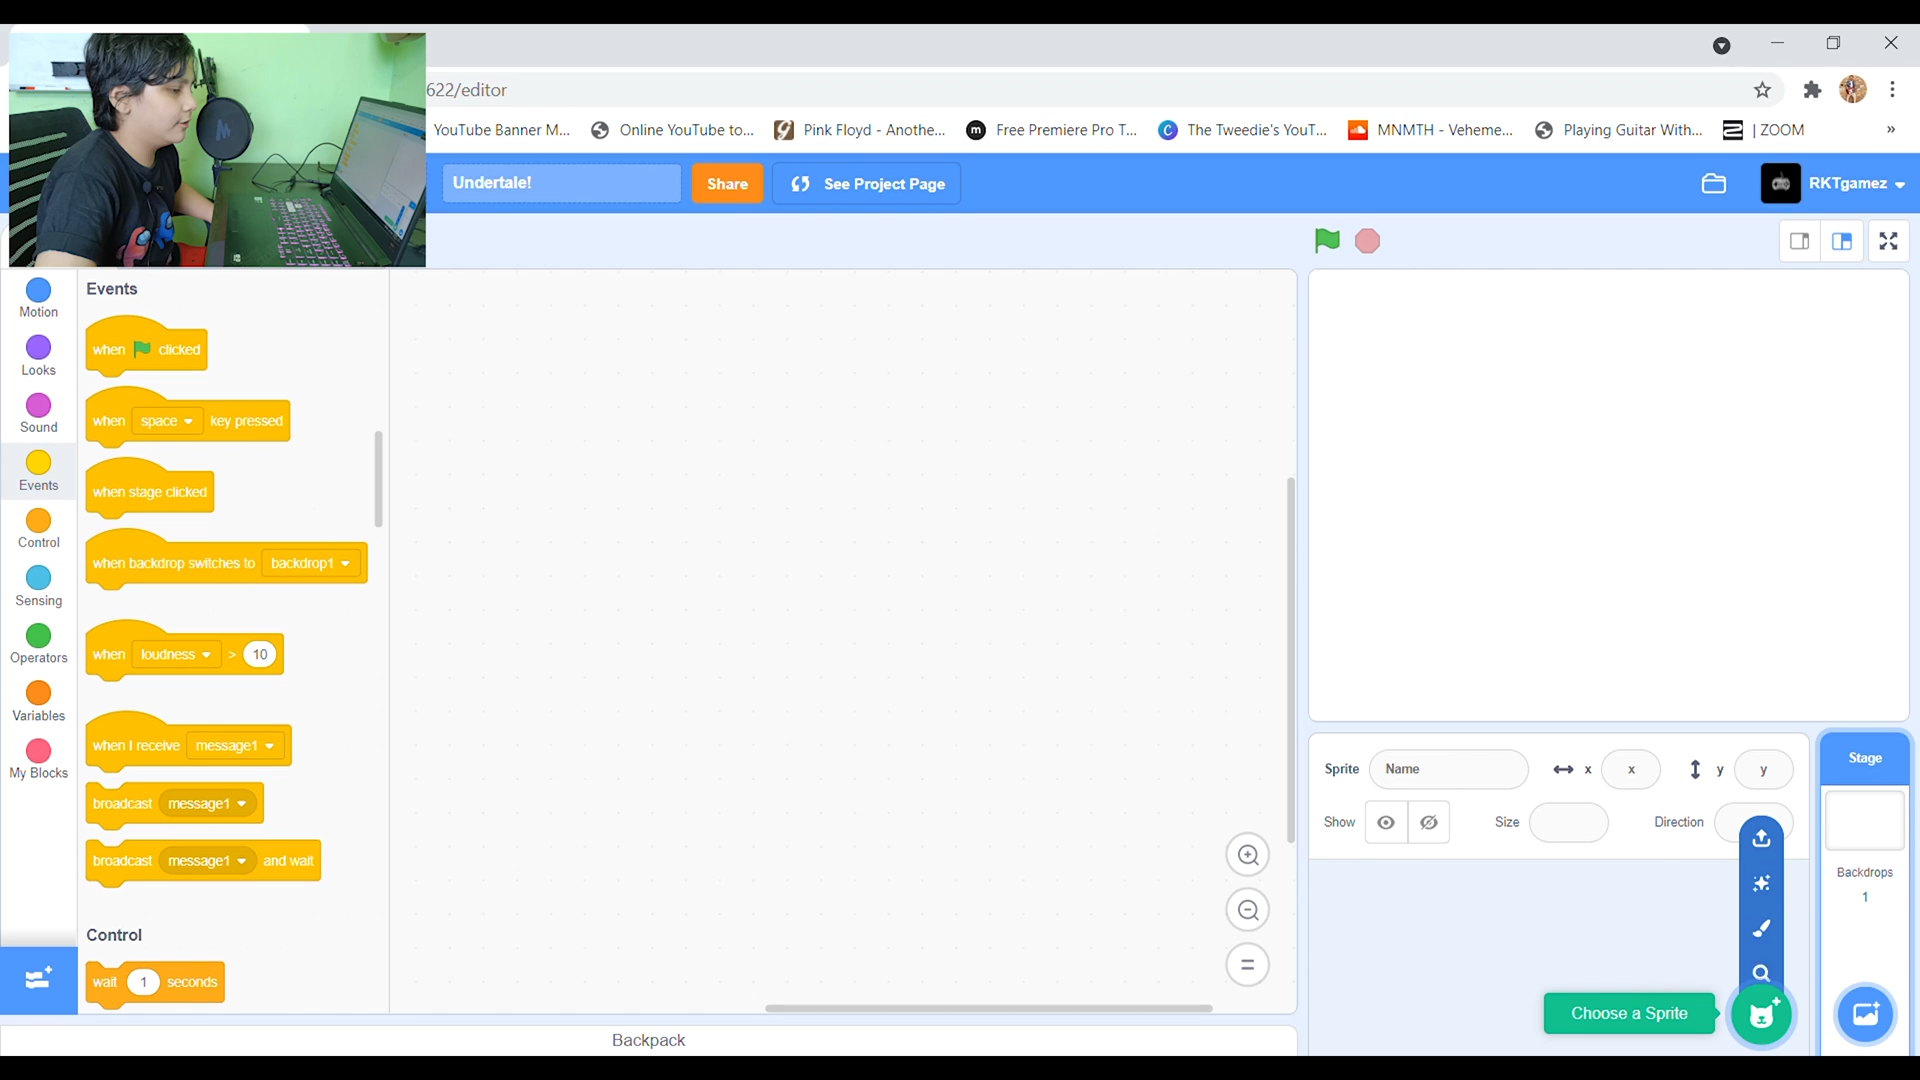 622/editor
YouTube Banner M...
Online YouTube to...
Pink Floyd - Anothe...
Free Premiere Pro T...
The Tweedie's YouT...
MNMTH - Veheme...
Playing Guitar With...
| ZOOM
»
Undertale!
Share
See Project Page
RKTgamez
Motion
Looks
Sound
Events
Control
Sensing
Operators
Variables
My Blocks
Events
when clicked
when space key pressed
when stage clicked
when backdrop switches to backdrop1
when loudness > 10
when I receive message1
broadcast message1
broadcast message1 and wait
Control
wait 1 seconds
Backpack
Sprite Name x x y y
Show Size Direction
Choose a Sprite
Stage
Backdrops
1